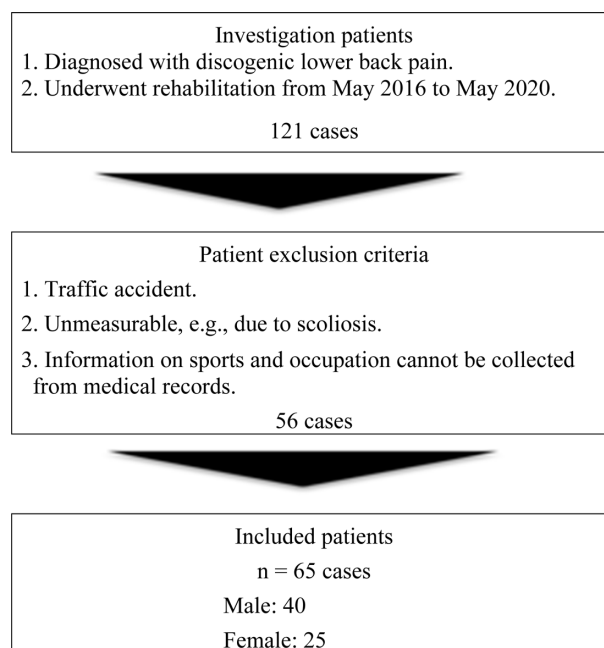 Investigation patients
1. Diagnosed with discogenic lower back pain.
2. Underwent rehabilitation from May 2016 to May 2020.
121 cases
Patient exclusion criteria
1. Traffic accident.
2. Unmeasurable, e.g., due to scoliosis.
3. Information on sports and occupation cannot be collected
from medical records.
56 cases
Included patients
n = 65 cases
Male: 40
Female: 25